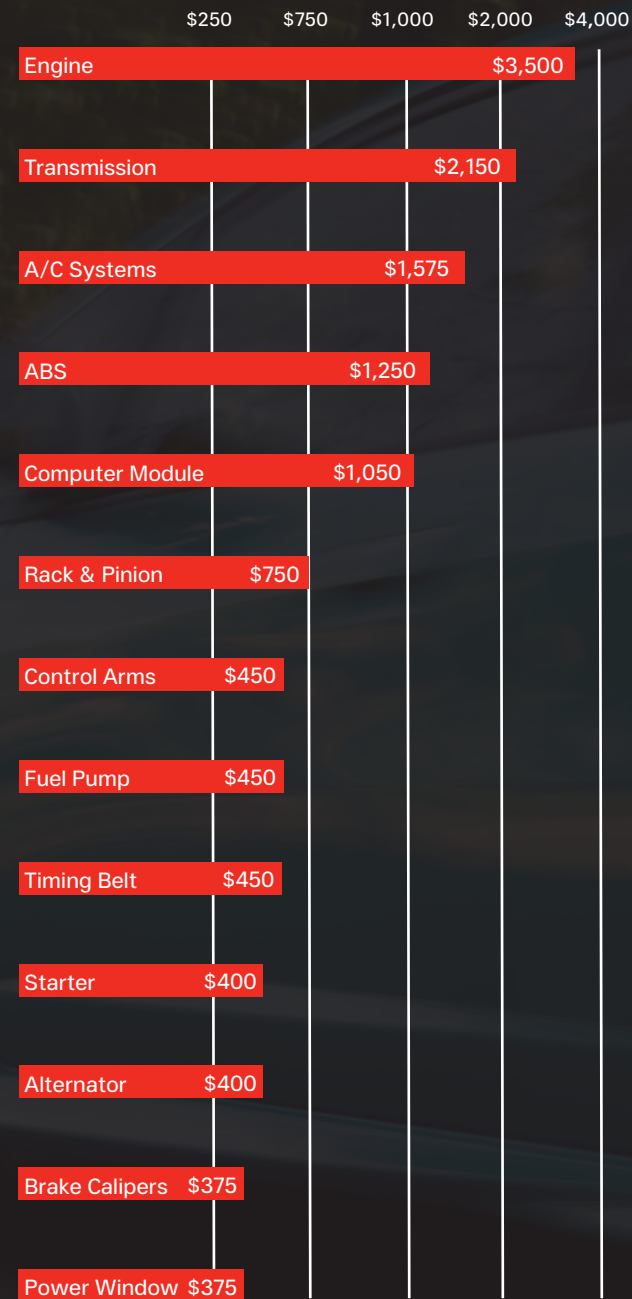 $250 $750 $1,000 $2,000 $4,000
Engine $3,500
Transmission $2,150
A/C Systems $1,575
ABS $1,250
Computer Module $1,050
Rack & Pinion $750
Control Arms $450
Fuel Pump $450
Timing Belt $450
Starter $400
Alternator $400
Brake Calipers $375
Power Window $375